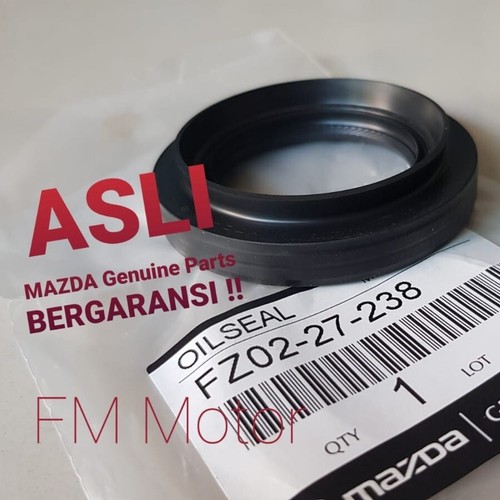 ASLI
MAZDA Genuine Parts
BERGARANSI !!
OILSEAL
FZ02-27-238
QTY 1 LOT
mazda
FM Motor